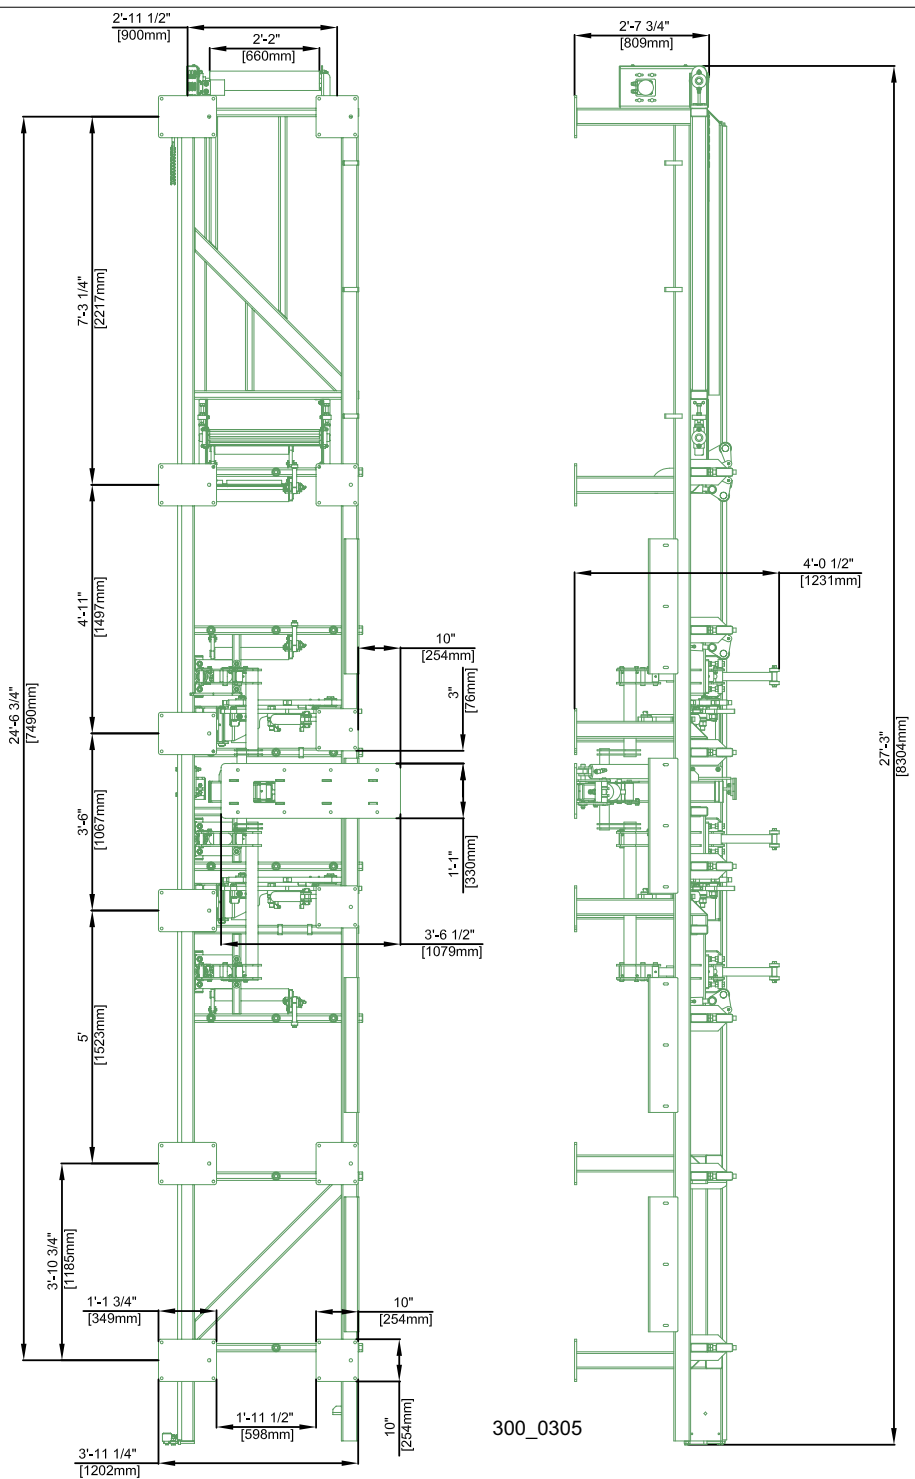 2'-11 1/2"
[900mm]
2'-2"
[660mm]
2'-7 3/4"
[809mm]
7'-3 1/4"
[2217mm]
4'-11"
[1497mm]
4'-0 1/2"
[1231mm]
10"
[254mm]
3"
[76mm]
24'-6 3/4"
[7490mm]
27'-3"
[8304mm]
3'-6"
[1067mm]
1'-1"
[330mm]
3'-6 1/2"
[1079mm]
5'
[1523mm]
3'-10 3/4"
[1185mm]
1'-1 3/4"
[349mm]
10"
[254mm]
1'-11 1/2"
[598mm]
10"
[254mm]
3'-11 1/4"
[1202mm]
300_0305